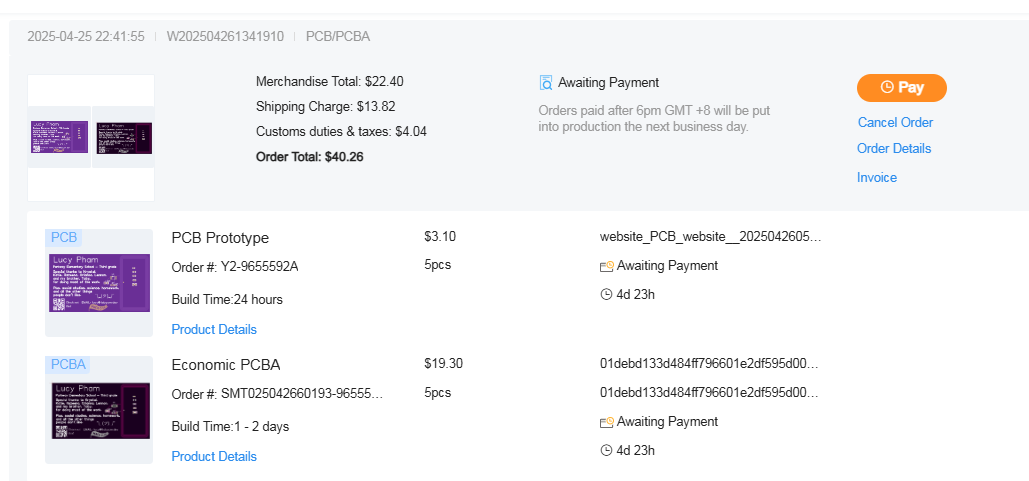 2025-04-25 22:41:55 | W202504261341910 | PCB/PCBA
Merchandise Total: $22.40
Shipping Charge: $13.82
Customs duties & taxes: $4.04
Order Total: $40.26
Awaiting Payment
Orders paid after 6pm GMT +8 will be put
into production the next business day.
Pay
Cancel Order
Order Details
Invoice
Lucy Pham
Lucy Pham
PCB
Lucy Pham
PCB Prototype
Order #: Y2-9655592A
Build Time:24 hours
Product Details
$3.10
5pcs
website_PCB_website__2025042605...
Awaiting Payment
4d 23h
PCBA
Lucy Pham
Economic PCBA
Order #: SMT025042660193-96555...
Build Time:1 - 2 days
Product Details
$19.30
5pcs
01debd133d484ff796601e2df595d00...
01debd133d484ff796601e2df595d00...
Awaiting Payment
4d 23h